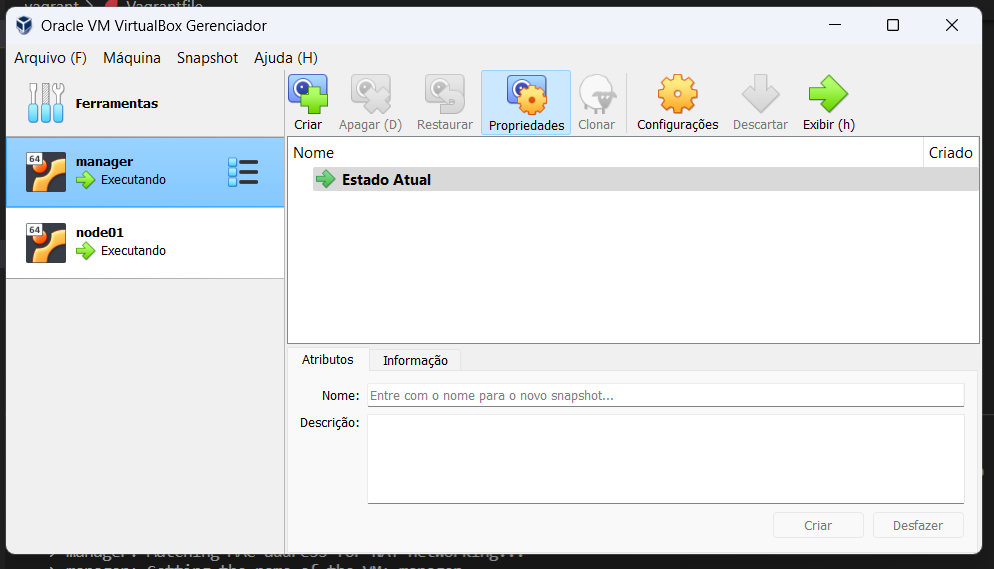 vagrant > Vagrantfile
Oracle VM VirtualBox Gerenciador
Arquivo (F) Máquina Snapshot Ajuda (H)
Ferramentas
Criar Apagar (D) Restaurar Propriedades Clonar Configurações Descartar Exibir (h)
64 manager
Executando
64 node01
Executando
Nome Criado
Estado Atual
Atributos Informação
Nome: Entre com o nome para o novo snapshot...
Descrição:
Criar Desfazer
manager: Matching MAC address for NAT networking...
manager: Setting the name of the VM: manager